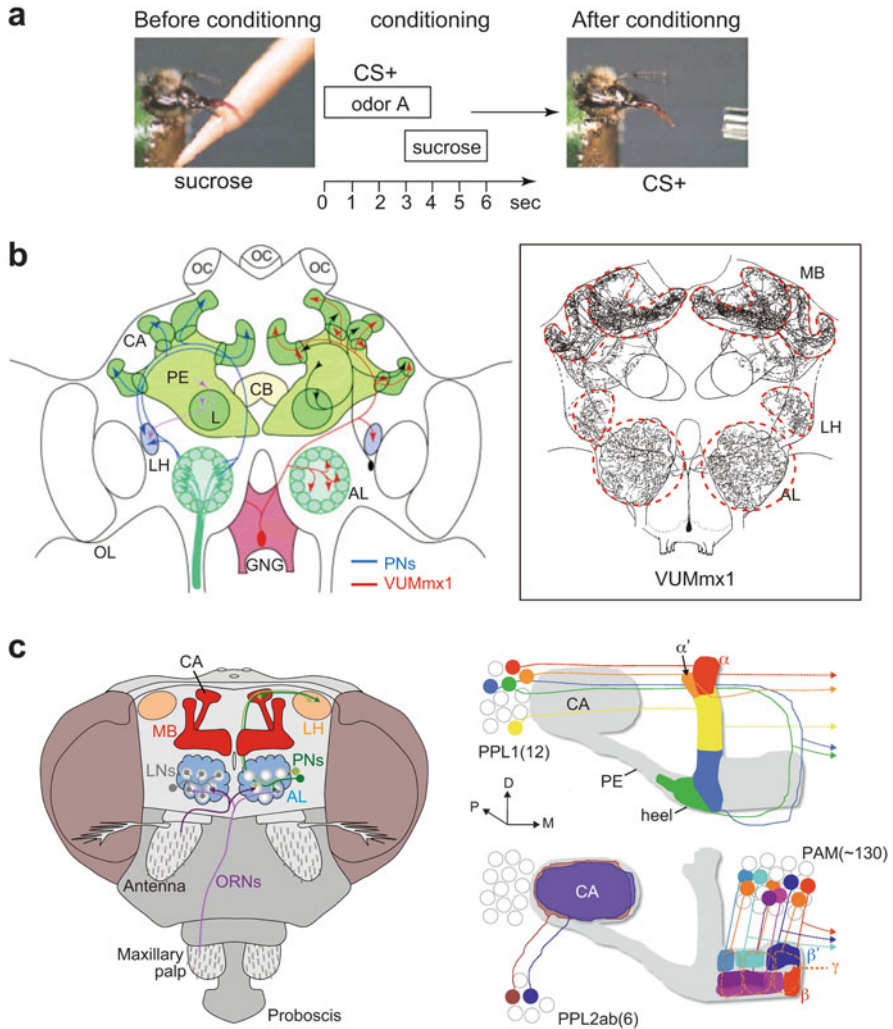 a
Before conditionng
conditioning
After conditionng
CS+
odor A
sucrose
sucrose
0 1 2 3 4 5 6 sec
CS+
b
OC
OC
OC
CA
PE
CB
L
LH
AL
OL
GNG
PNs
VUMmx1
MB
LH
AL
VUMmx1
c
CA
MB
LH
LNs
PNs
AL
Antenna
ORNs
Maxillary
palp
Proboscis
α'
α
CA
PPL1(12)
PE
D
P
M
heel
PAM(~130)
CA
β'
γ
β
PPL2ab(6)